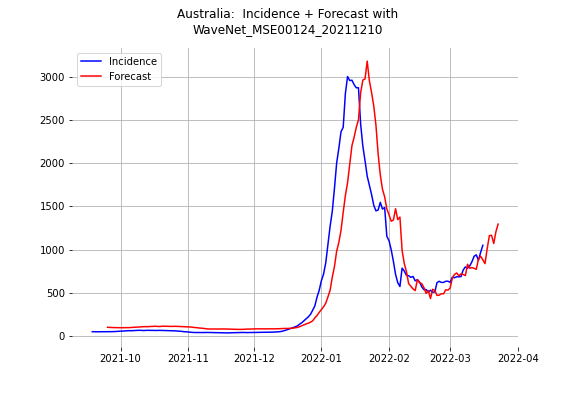 Australia:  Incidence + Forecast with
WaveNet_MSE00124_20211210
Incidence
Forecast
3000
2500
2000
1500
1000
500
0
2021-10 2021-11 2021-12 2022-01 2022-02 2022-03 2022-04